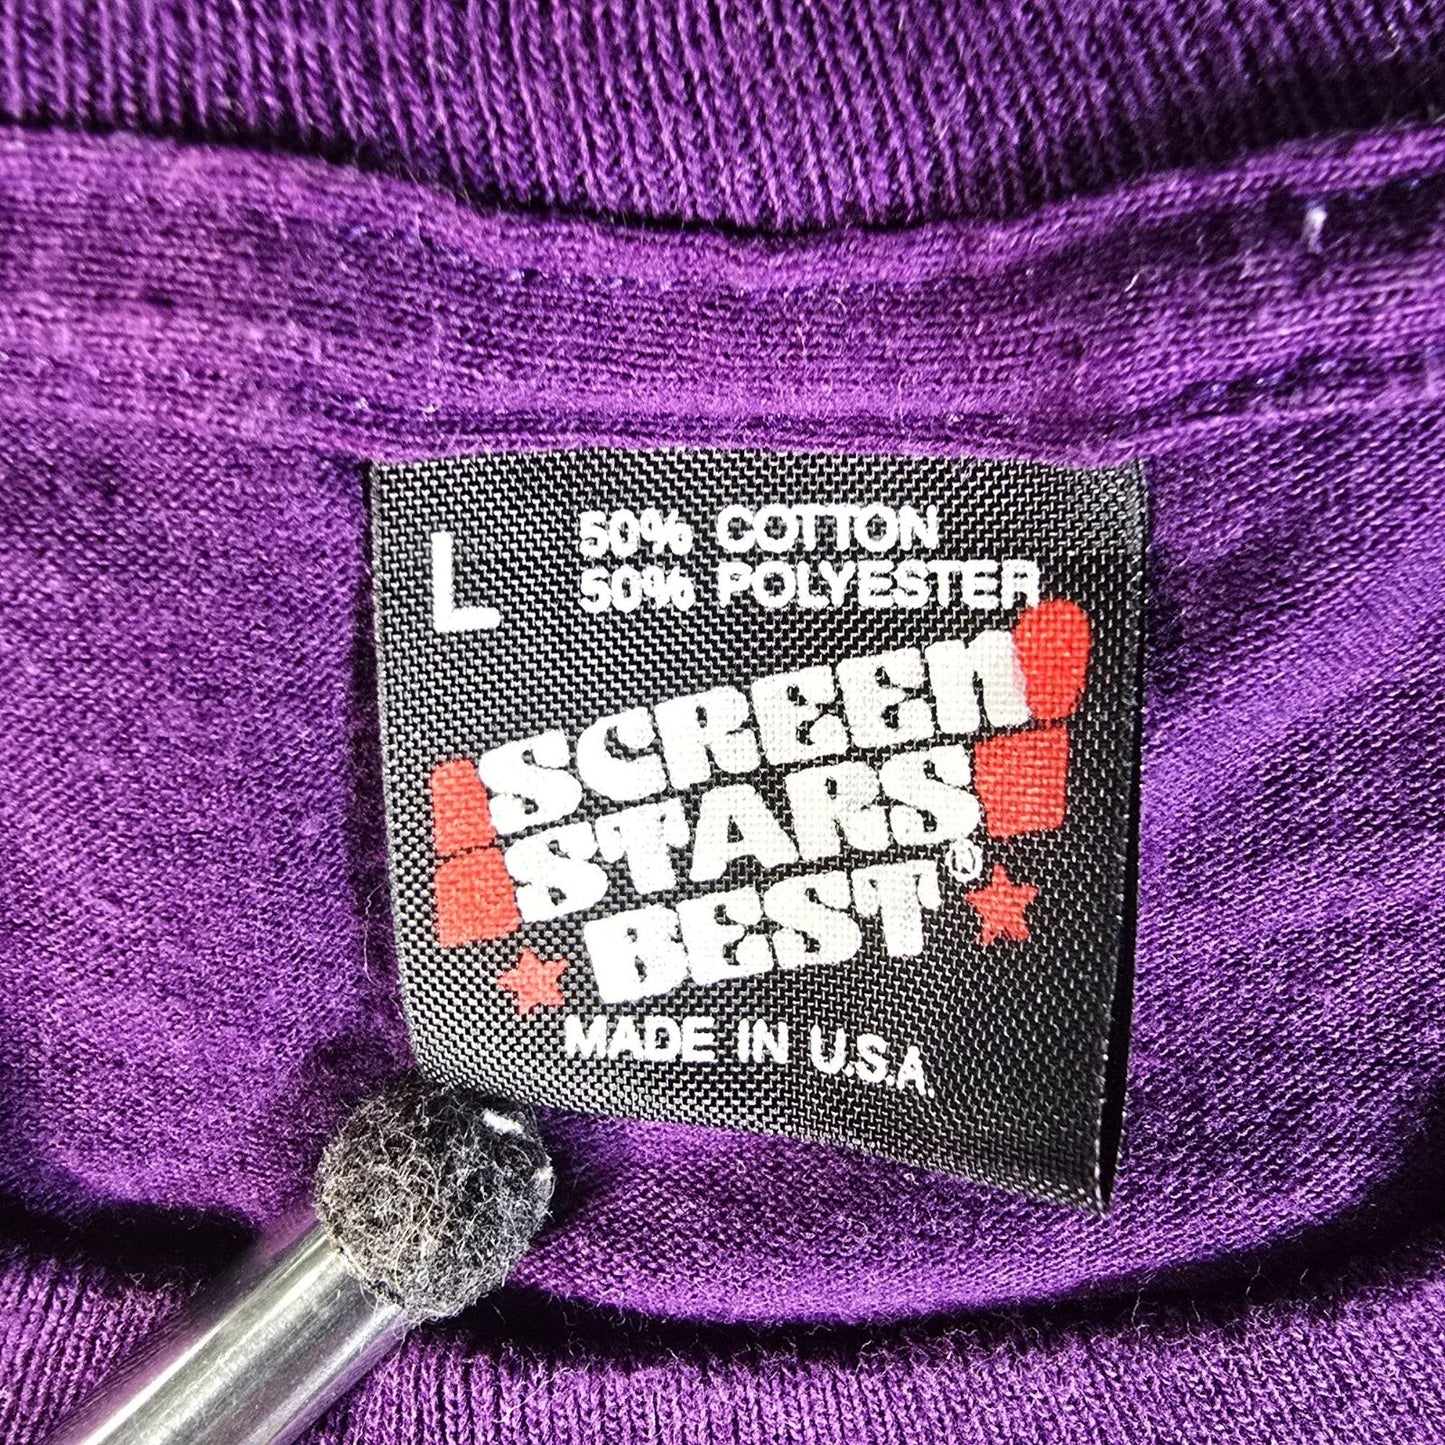 L
50% COTTON
50% POLYESTER
SCREEN
STARS
BEST®
MADE IN U.S.A